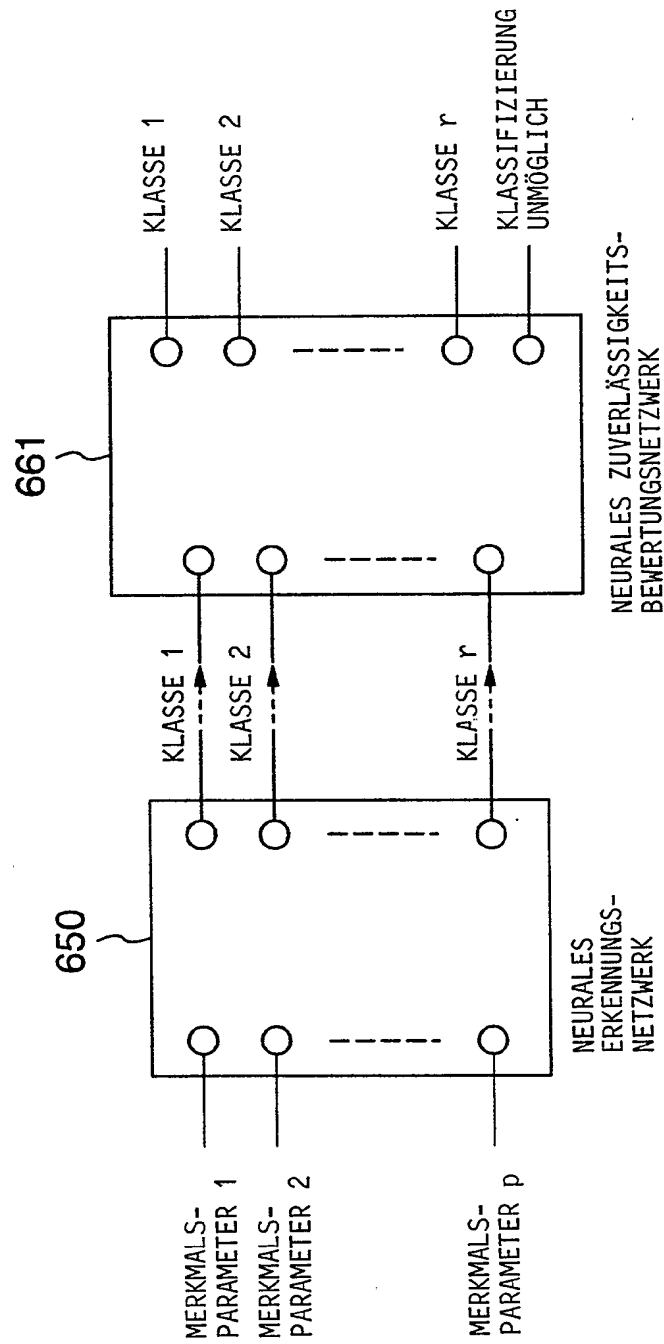 650
661
MERKMALS-
PARAMETER 1
MERKMALS-
PARAMETER 2
MERKMALS-
PARAMETER p
KLASSE 1
KLASSE 2
KLASSE r
KLASSE 1
KLASSE 2
KLASSE r
KLASSIFIZIERUNG
UNMÖGLICH
NEURALES
ERKENNUNGS-
NETZWERK
NEURALES ZUVERLÄSSIGKEITS-
BEWERTUNGSNETZWERK